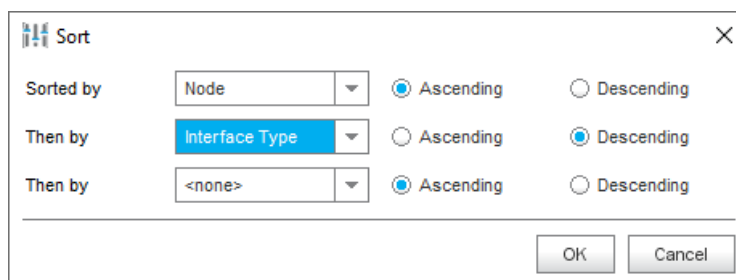 Sort
Sorted by Node Ascending Descending
Then by Interface Type Ascending Descending
Then by <none> Ascending Descending
OK Cancel